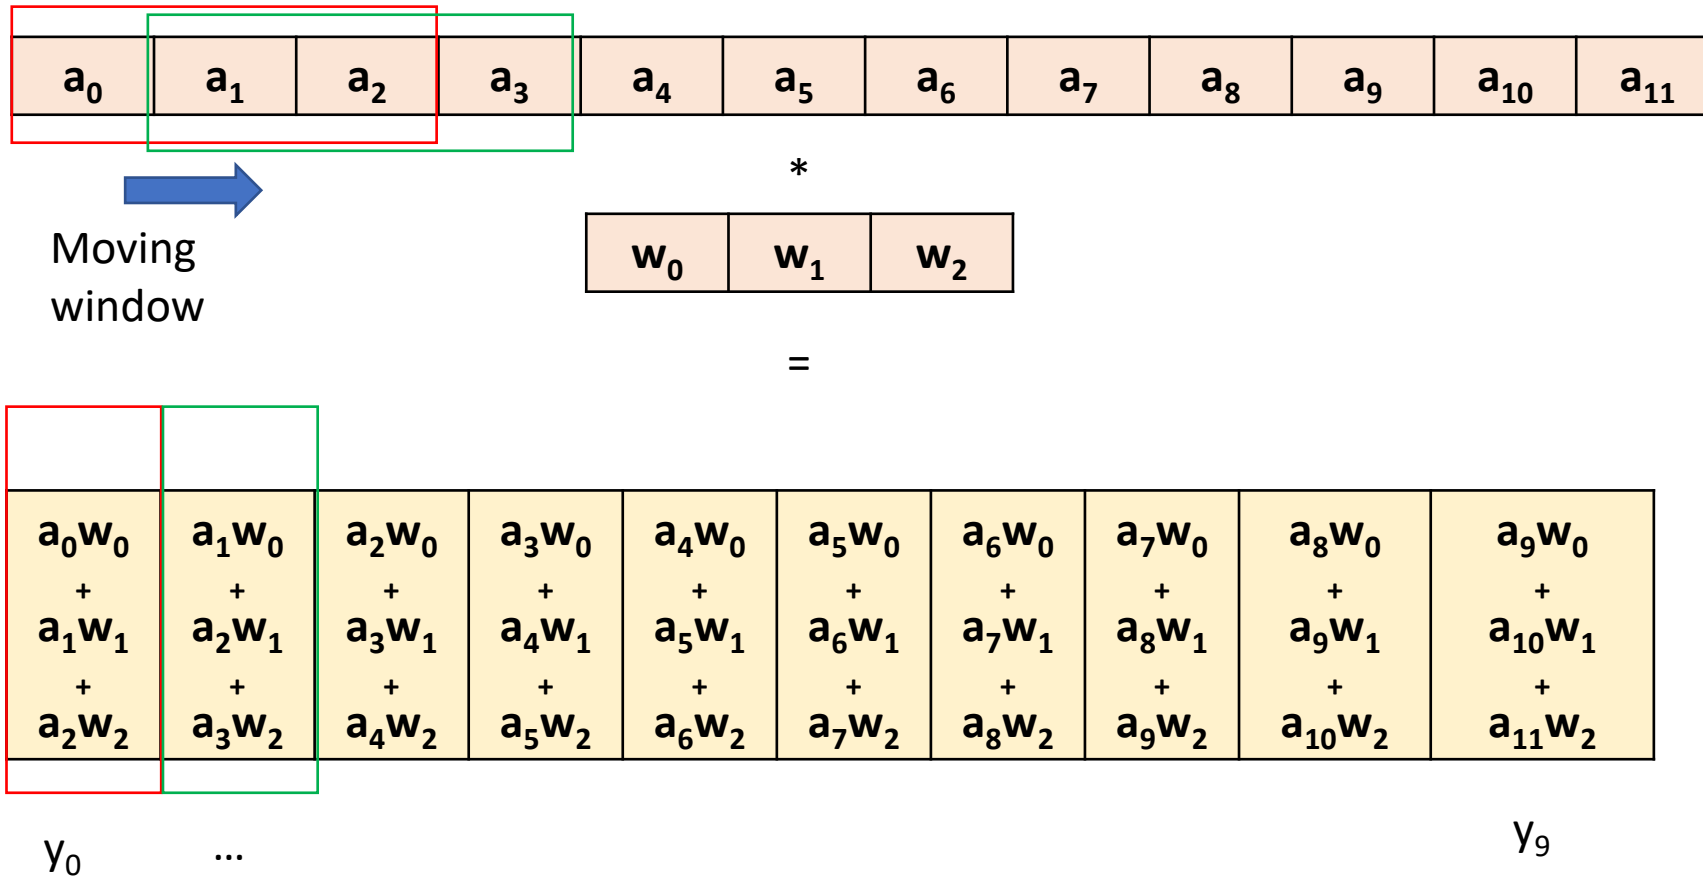 a₀ a₁ a₂ a₃ a₄ a₅ a₆ a₇ a₈ a₉ a₁₀ a₁₁
*
Moving
window
w₀ w₁ w₂
=
a₀w₀ a₁w₀ a₂w₀ a₃w₀ a₄w₀ a₅w₀ a₆w₀ a₇w₀ a₈w₀ a₉w₀
+ + + + + + + + + +
a₁w₁ a₂w₁ a₃w₁ a₄w₁ a₅w₁ a₆w₁ a₇w₁ a₈w₁ a₉w₁ a₁₀w₁
+ + + + + + + + + +
a₂w₂ a₃w₂ a₄w₂ a₅w₂ a₆w₂ a₇w₂ a₈w₂ a₉w₂ a₁₀w₂ a₁₁w₂
y₀ ... y₉